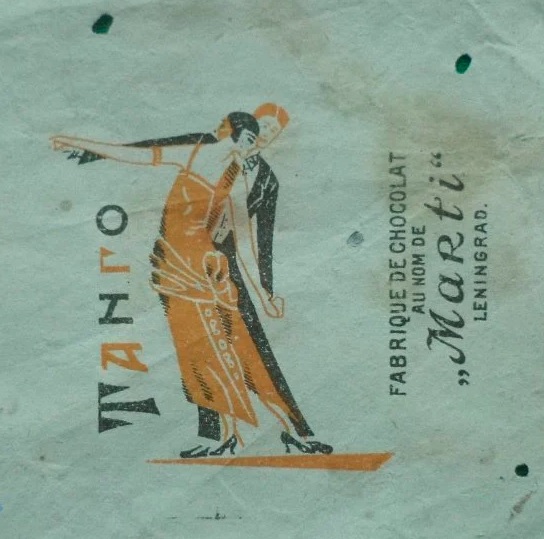 ТАНГО
FABRIQUE DE CHOCOLAT
AU NOM DE
„Marti“
LENINGRAD.